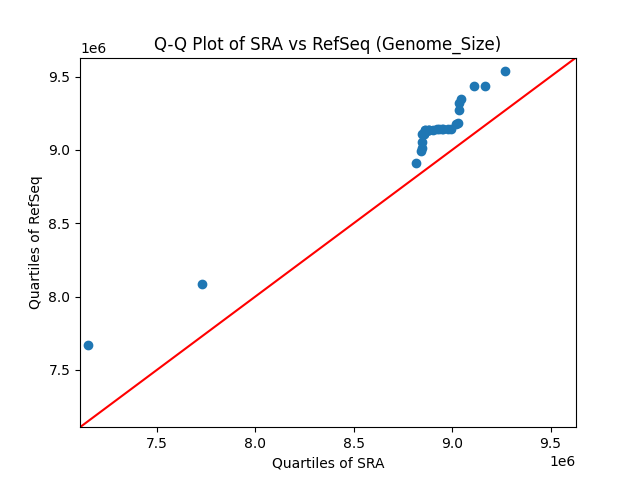 Q-Q Plot of SRA vs RefSeq (Genome_Size)
1e6
9.5
9.0
8.5
8.0
7.5
Quartiles of RefSeq
7.5 8.0 8.5 9.0 9.5
1e6
Quartiles of SRA